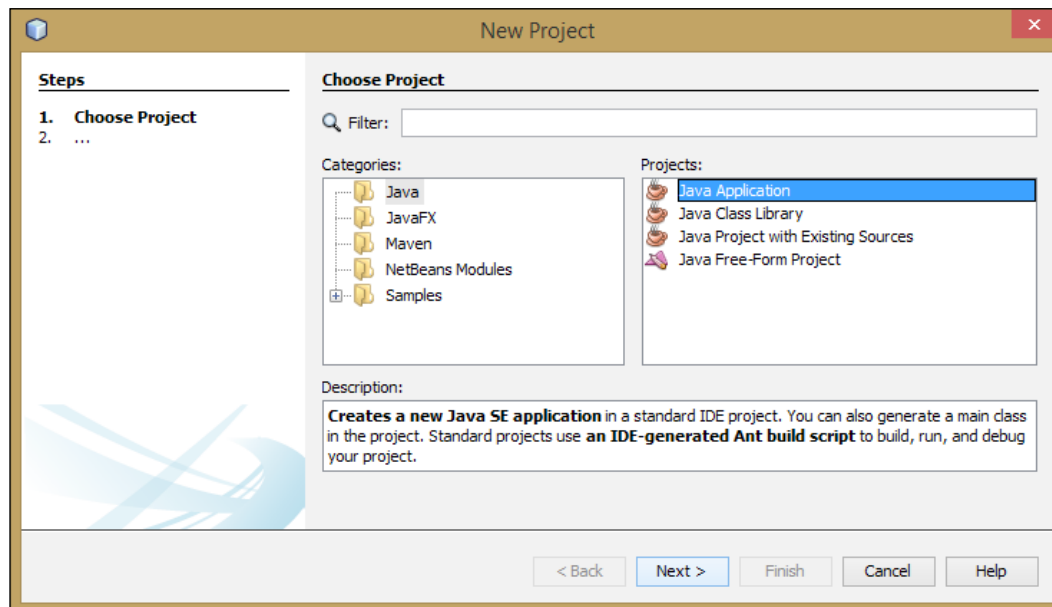 New Project
Steps
1. Choose Project
2. ...
Choose Project
Filter:
Categories:
Java
JavaFX
Maven
NetBeans Modules
Samples
Projects:
Java Application
Java Class Library
Java Project with Existing Sources
Java Free-Form Project
Description:
Creates a new Java SE application in a standard IDE project. You can also generate a main class
in the project. Standard projects use an IDE-generated Ant build script to build, run, and debug
your project.
< Back
Next >
Finish
Cancel
Help